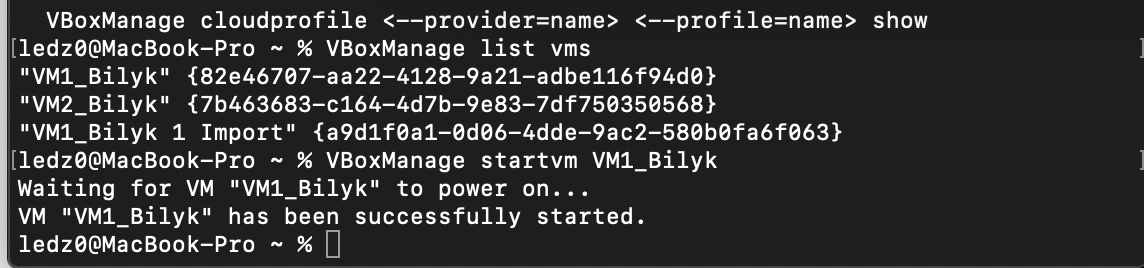 VBoxManage cloudprofile <--provider=name> <--profile=name> show
[ledz0@MacBook-Pro ~ % VBoxManage list vms ]
"VM1_Bilyk" {82e46707-aa22-4128-9a21-adbe116f94d0}
"VM2_Bilyk" {7b463683-c164-4d7b-9e83-7df750350568}
"VM1_Bilyk 1 Import" {a9d1f0a1-0d06-4dde-9ac2-580b0fa6f063}
[ledz0@MacBook-Pro ~ % VBoxManage startvm VM1_Bilyk ]
Waiting for VM "VM1_Bilyk" to power on...
VM "VM1_Bilyk" has been successfully started.
ledz0@MacBook-Pro ~ %